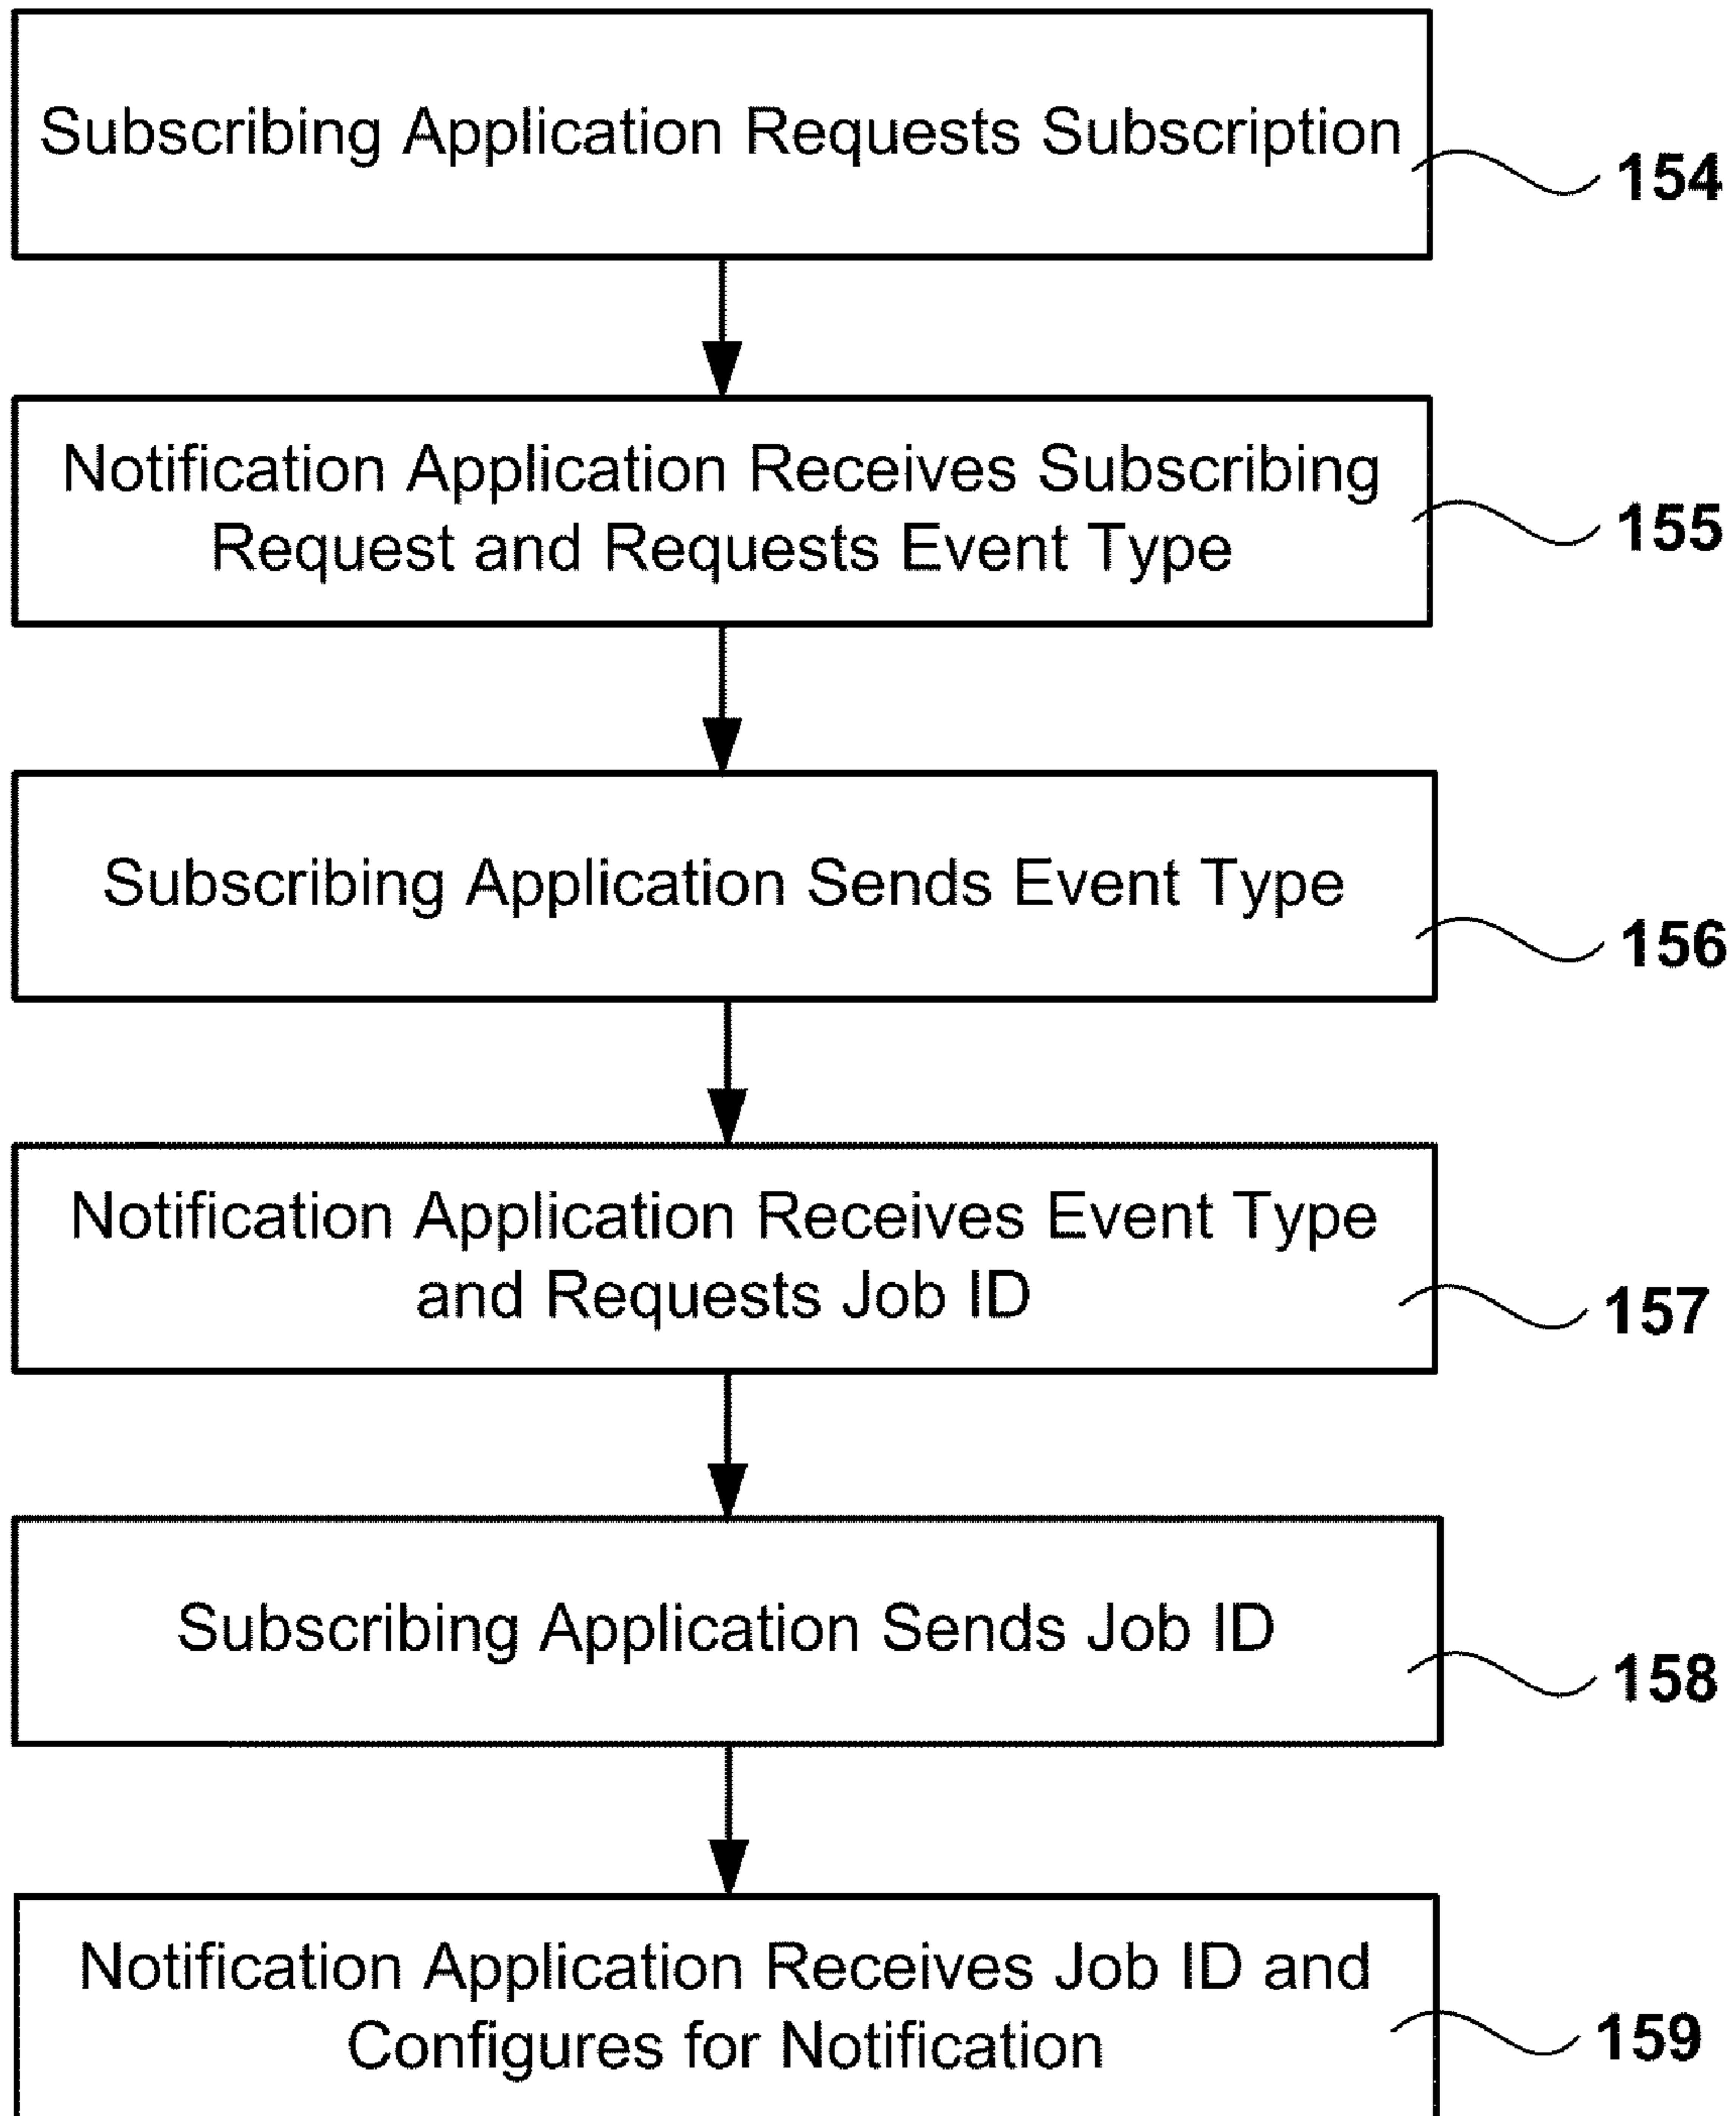 Subscribing Application Requests Subscription
154
Notification Application Receives Subscribing
Request and Requests Event Type
155
Subscribing Application Sends Event Type
156
Notification Application Receives Event Type
and Requests Job ID
157
Subscribing Application Sends Job ID
158
Notification Application Receives Job ID and
Configures for Notification
159